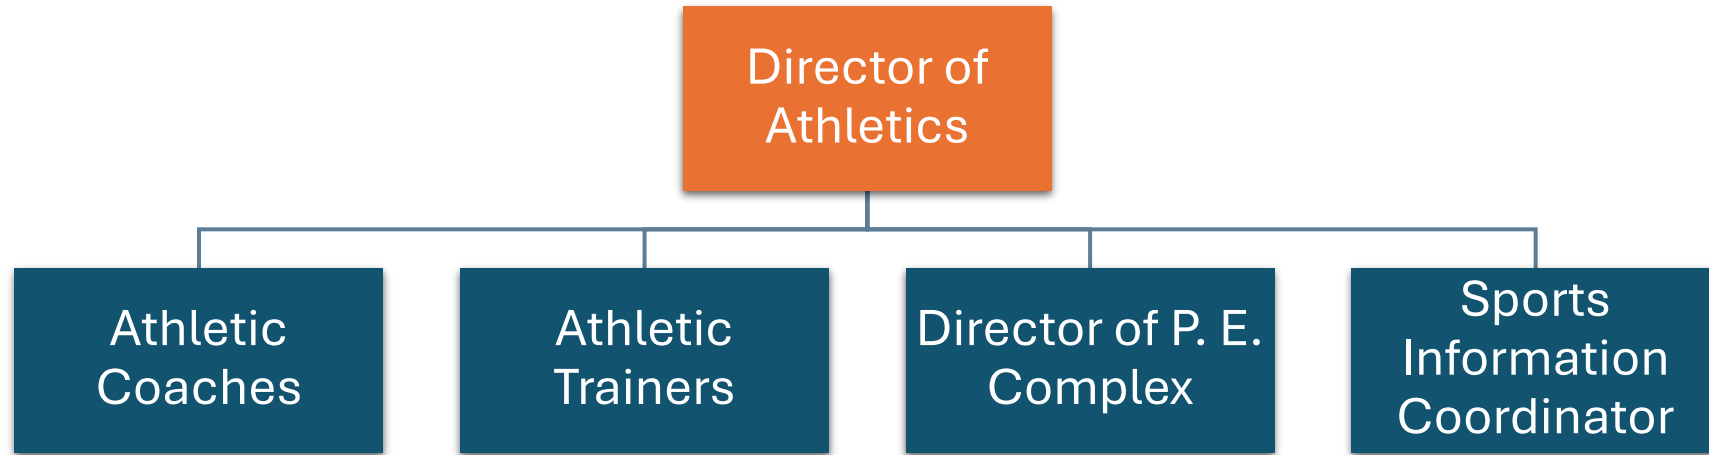 Director of
Athletics
Athletic
Coaches
Athletic
Trainers
Director of P. E.
Complex
Sports
Information
Coordinator